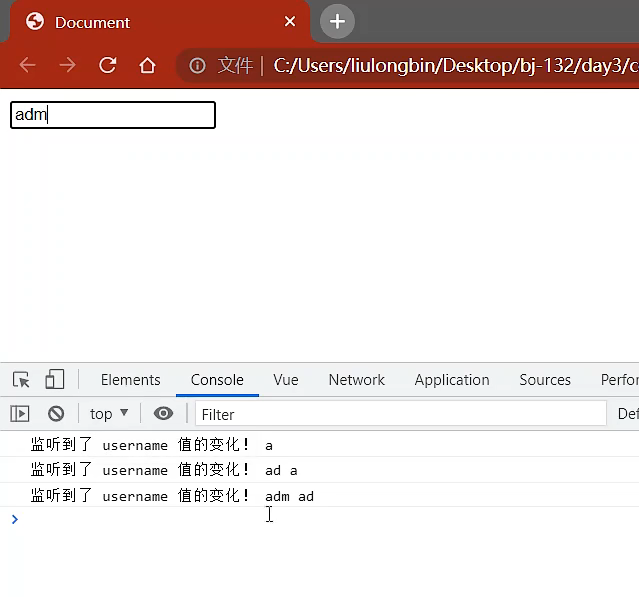 Document
文件 | C:/Users/liulongbin/Desktop/bj-132/day3/c
adm
Elements Console Vue Network Application Sources Perfor
top ▼ Filter Def
监听到了 username 值的变化! a
监听到了 username 值的变化! ad a
监听到了 username 值的变化! adm ad